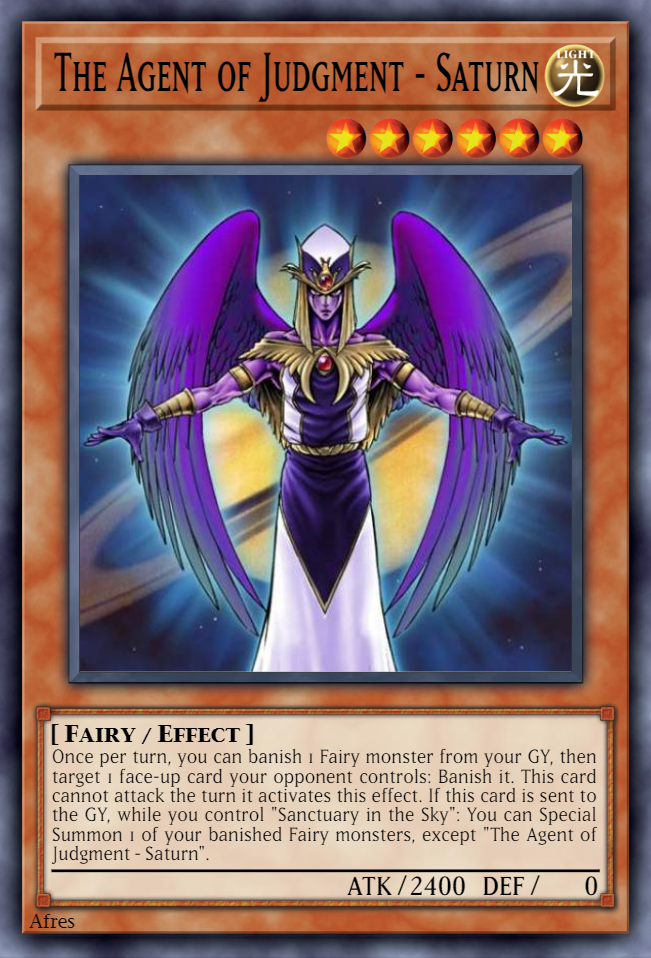 The Agent of Judgment - Saturn
LIGHT
光
[ Fairy / Effect ]
Once per turn, you can banish 1 Fairy monster from your GY, then
target 1 face-up card your opponent controls: Banish it. This card
cannot attack the turn it activates this effect. If this card is sent to
the GY, while you control "Sanctuary in the Sky": You can Special
Summon 1 of your banished Fairy monsters, except "The Agent of
Judgment - Saturn".
ATK / 2400 DEF / 0
Afres